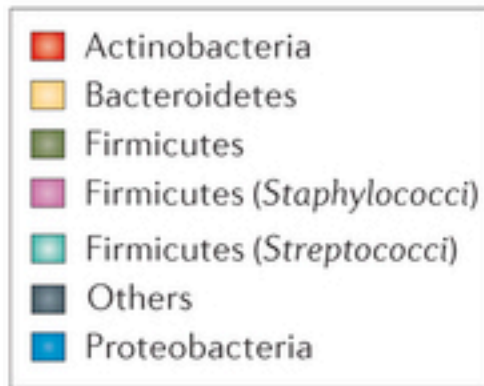 Actinobacteria
Bacteroidetes
Firmicutes
Firmicutes (Staphylococci)
Firmicutes (Streptococci)
Others
Proteobacteria